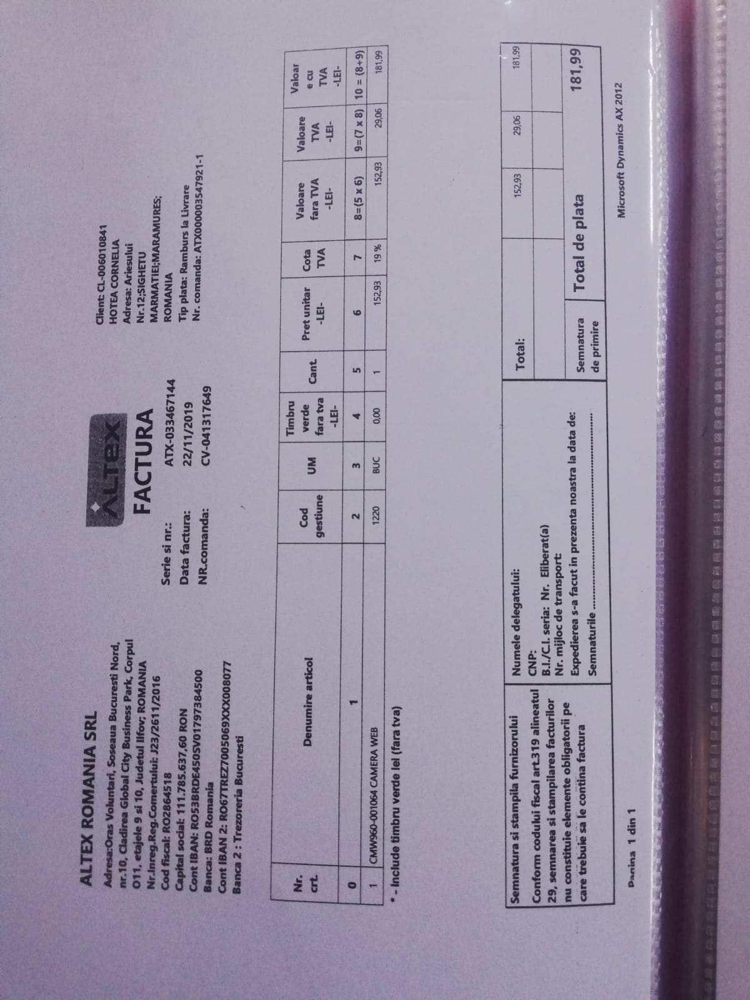 ALTEX ROMANIA SRL
Adresa:Oras Voluntari, Soseaua Bucuresti Nord,
nr.10, Cladirea Global City Business Park, Corpul
O11, etajele 9 si 10, Judetul Ilfov; ROMANIA
Nr.Inreg.Reg.Comertului: J23/2611/2016
Cod fiscal: RO2864518
Capital social: 111.785.637,60 RON
Cont IBAN: RO53BRDE450SV01797384500
Banca: BRD Romania
Cont IBAN 2: RO67TREZ7005069XXX008077
Banca 2 : Trezoreria Bucuresti
ALTEX
FACTURA
Serie si nr.: ATX-033467144
Data factura: 22/11/2019
NR.comanda: CV-041317649
Client: CL-006010841
HOTEA CORNELIA
Adresa: Ariesului
Nr.12;SIGHETU
MARMATIEI;MARAMURES;
ROMANIA
Tip plata: Ramburs la Livrare
Nr. comanda: ATX000003547921-1
Nr. crt. Denumire articol Cod gestiune UM Timbru verde fara tva -LEI- Cant. Pret unitar -LEI- Cota TVA Valoare fara TVA -LEI- Valoare TVA -LEI- Valoar e cu TVA -LEI-
0 1 2 3 4 5 6 7 8=(5 x 6) 9=(7 x 8) 10 = (8+9)
1 CMW960-001064 CAMERA WEB 1220 BUC 0,00 1 152,93 19 % 152,93 29,06 181,99
* - Include timbru verde lei (fara tva)
Semnatura si stampila furnizorului
Conform codului fiscal art.319 alineatul
29, semnarea si stampilarea facturilor
nu constituie elemente obligatorii pe
care trebuie sa le contina factura
Numele delegatului:
CNP:
B.I./C.I. seria: Nr. Eliberat(a)
Nr. mijloc de transport:
Expedierea s-a facut in prezenta noastra la data de:
Semnaturile ..........................................................
Total: 152,93 29,06 181,99
Semnatura
de primire
Total de plata 181,99
Pagina 1 din 1
Microsoft Dynamics AX 2012